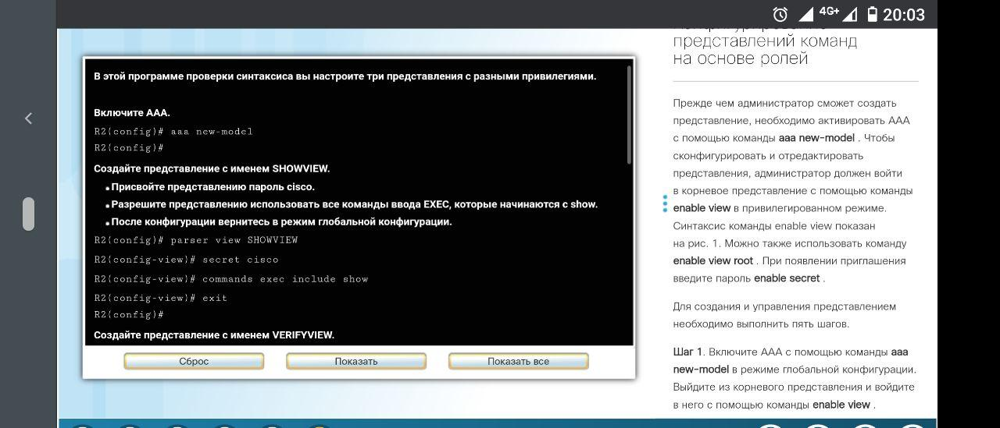 4G+ 20:03
В этой программе проверки синтаксиса вы настроите три представления с разными привилегиями.
Включите AAA.
R2(config)# aaa new-model
R2(config)#
Создайте представление с именем SHOWVIEW.
Присвойте представлению пароль cisco.
Разрешите представлению использовать все команды ввода EXEC, которые начинаются с show.
После конфигурации вернитесь в режим глобальной конфигурации.
R2(config)# parser view SHOWVIEW
R2(config-view)# secret cisco
R2(config-view)# commands exec include show
R2(config-view)# exit
R2(config)#
Создайте представление с именем VERIFYVIEW.
Сброс
Показать
Показать все
представлений команд
на основе ролей
Прежде чем администратор сможет создать
представление, необходимо активировать AAA
с помощью команды aaa new-model . Чтобы
сконфигурировать и отредактировать
представления, администратор должен войти
в корневое представление с помощью команды
enable view в привилегированном режиме.
Синтаксис команды enable view показан
на рис. 1. Можно также использовать команду
enable view root . При появлении приглашения
введите пароль enable secret .
Для создания и управления представлением
необходимо выполнить пять шагов.
Шаг 1. Включите AAA с помощью команды aaa
new-model в режиме глобальной конфигурации.
Выйдите из корневого представления и войдите
в него с помощью команды enable view .